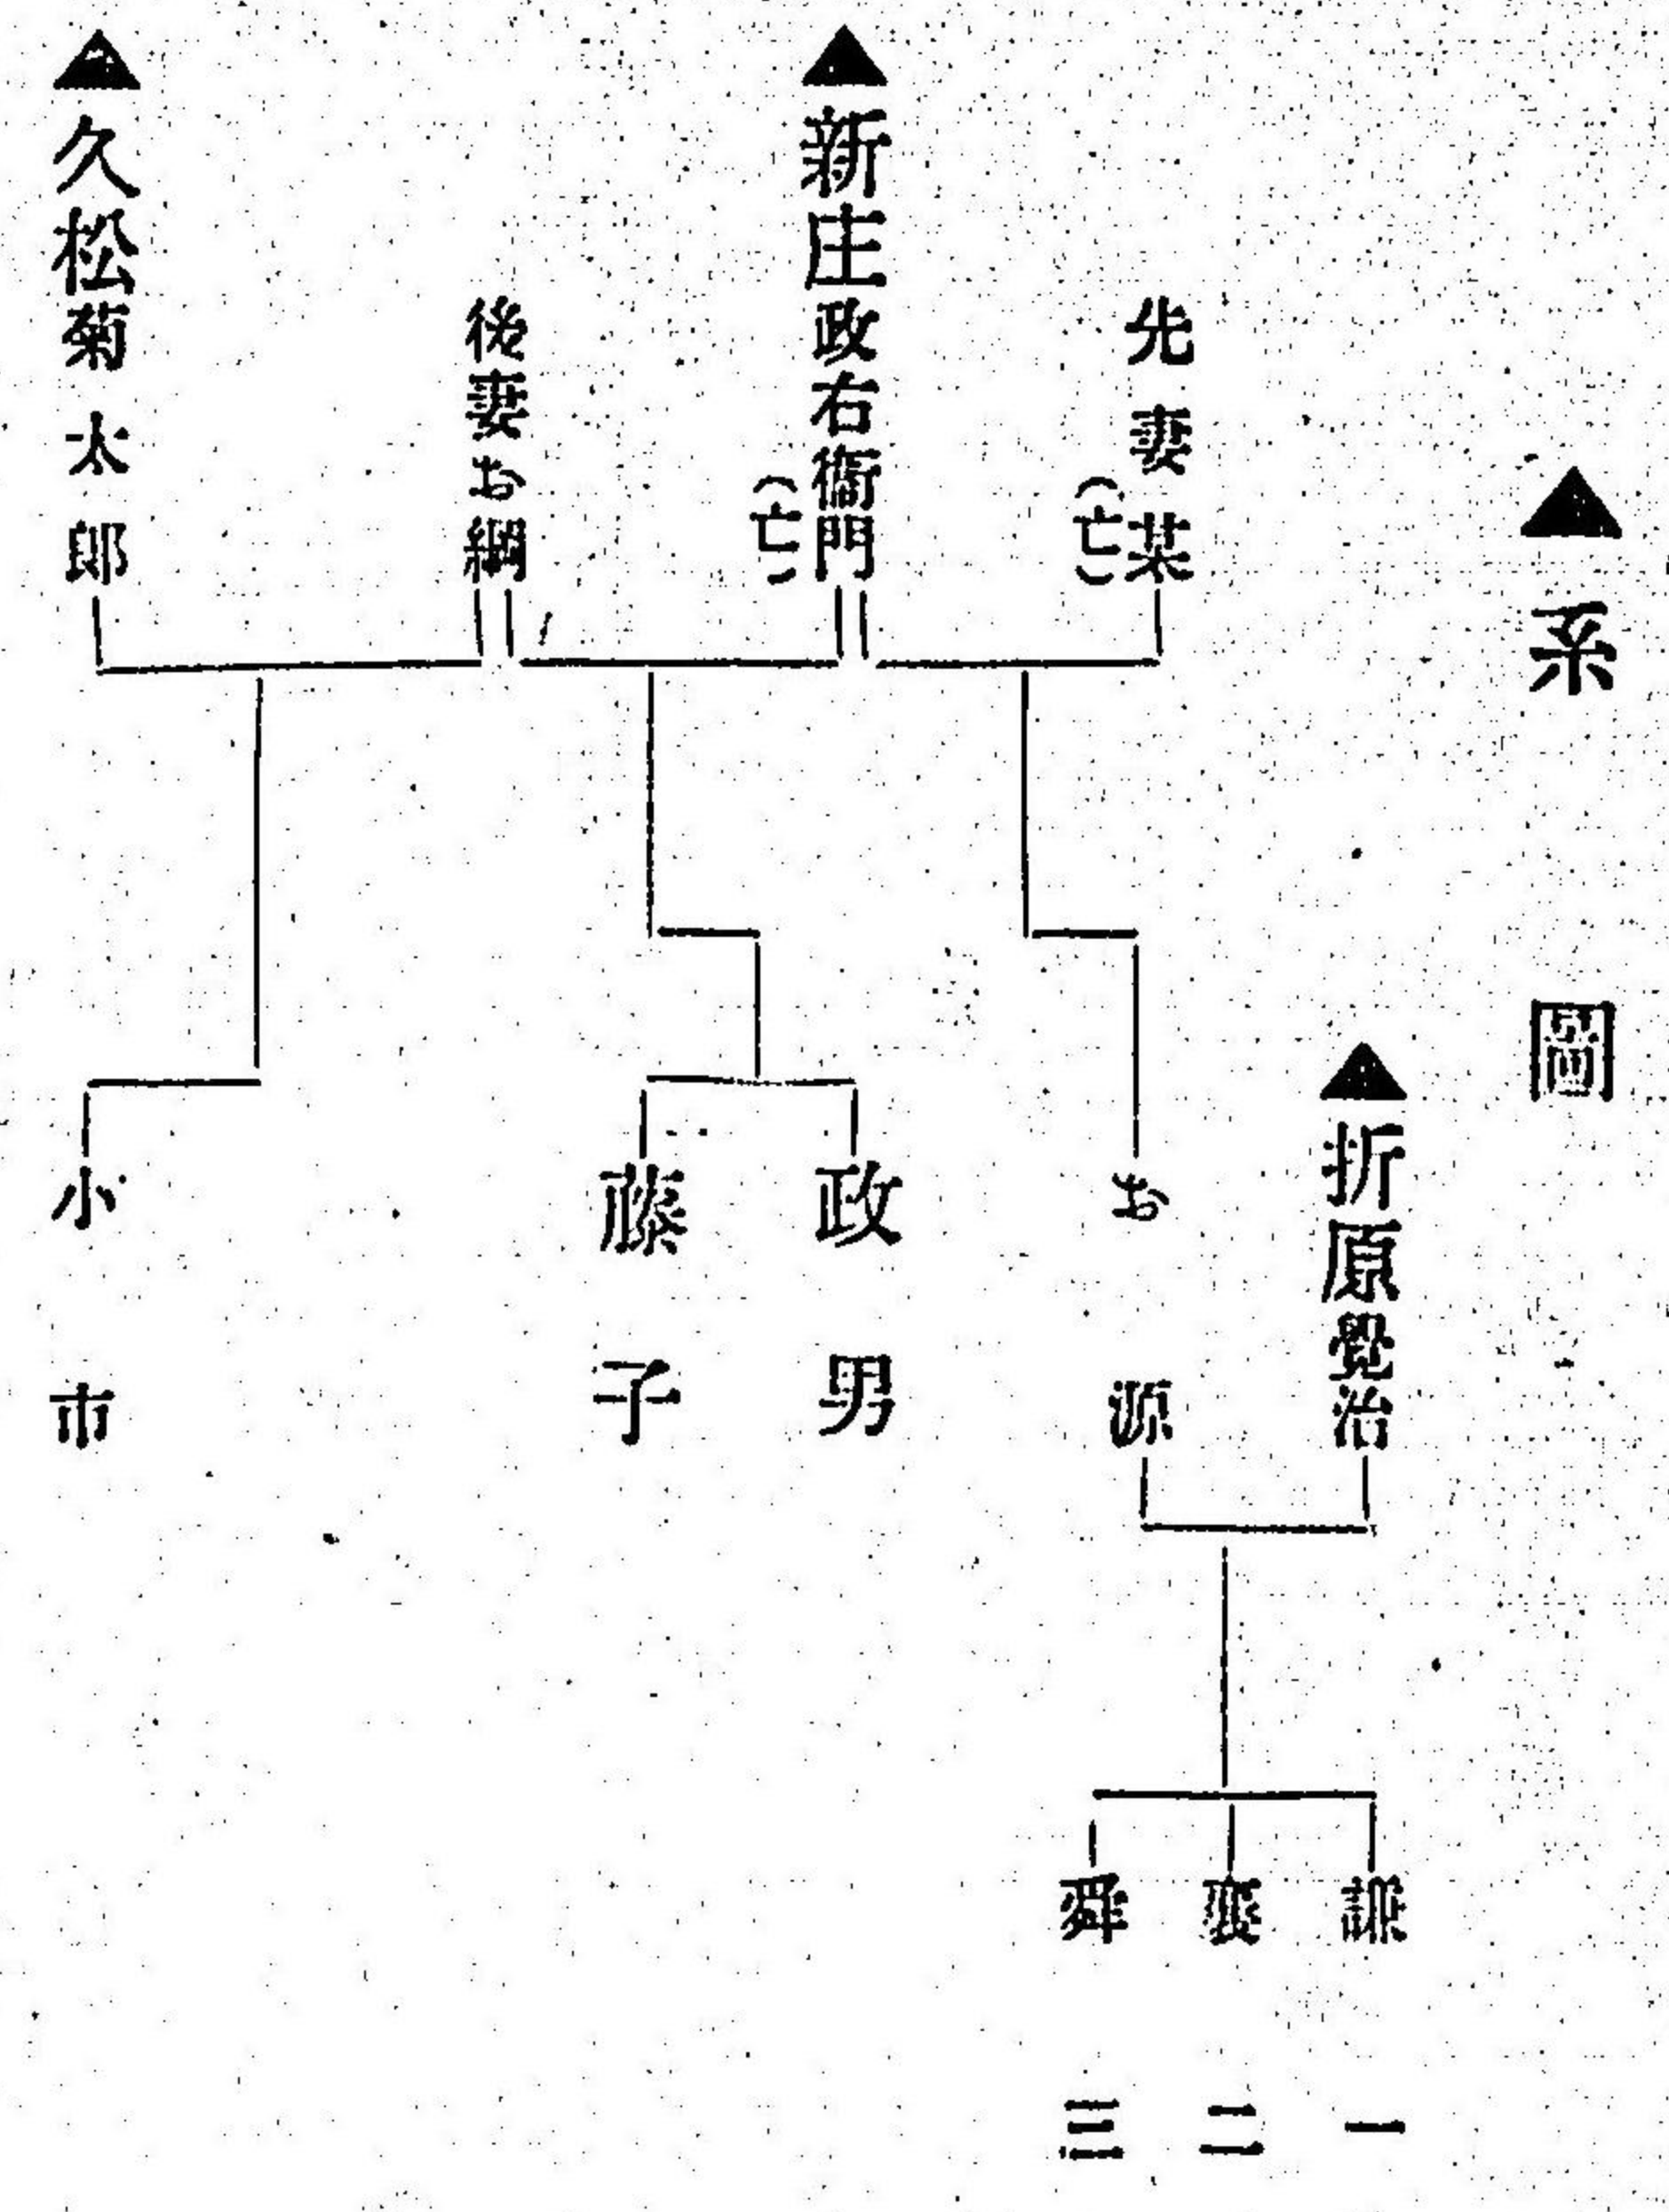 ▲系圖
▲折原覺治
先妻某
(亡)
お源
▲新庄政右衞門
(亡)
後妻お綱
▲久松菊太郎
政男
藤子
小市
謙一
襄二
舜三